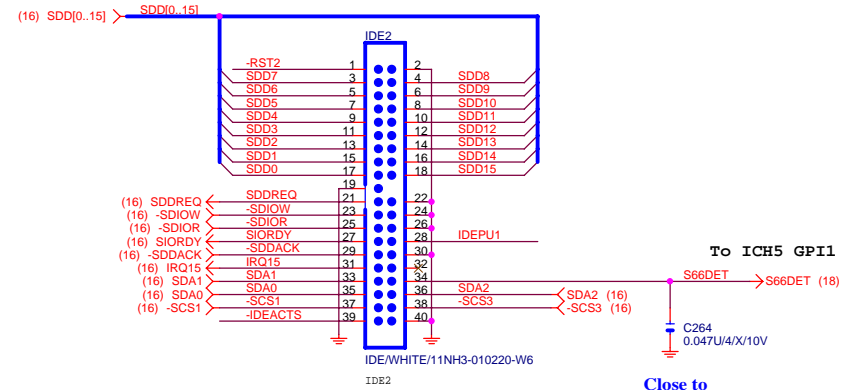 (16) SDD[0..15] SDD[0..15]
IDE2
-RST2 1 2
SDD7 3 4 SDD8
SDD6 5 6 SDD9
SDD5 7 8 SDD10
SDD4 9 10 SDD11
SDD3 11 12 SDD12
SDD2 13 14 SDD13
SDD1 15 16 SDD14
SDD0 17 18 SDD15
19
(16) SDDREQ SDDREQ 21 22
(16) -SDIOW -SDIOW 23 24
(16) -SDIOR -SDIOR 25 26
(16) SIORDY SIORDY 27 28 IDEPU1
(16) -SDDACK -SDDACK 29 30
(16) IRQ15 IRQ15 31 32
To ICH5 GPI1
(16) SDA1 SDA1 33 34 S66DET S66DET (18)
(16) SDA0 SDA0 35 36 SDA2 SDA2 (16)
(16) -SCS1 -SCS1 37 38 -SCS3 -SCS3 (16)
-IDEACTS 39 40
C264
0.047U/4/X/10V
IDE/WHITE/11NH3-010220-W6
IDE2
Close to